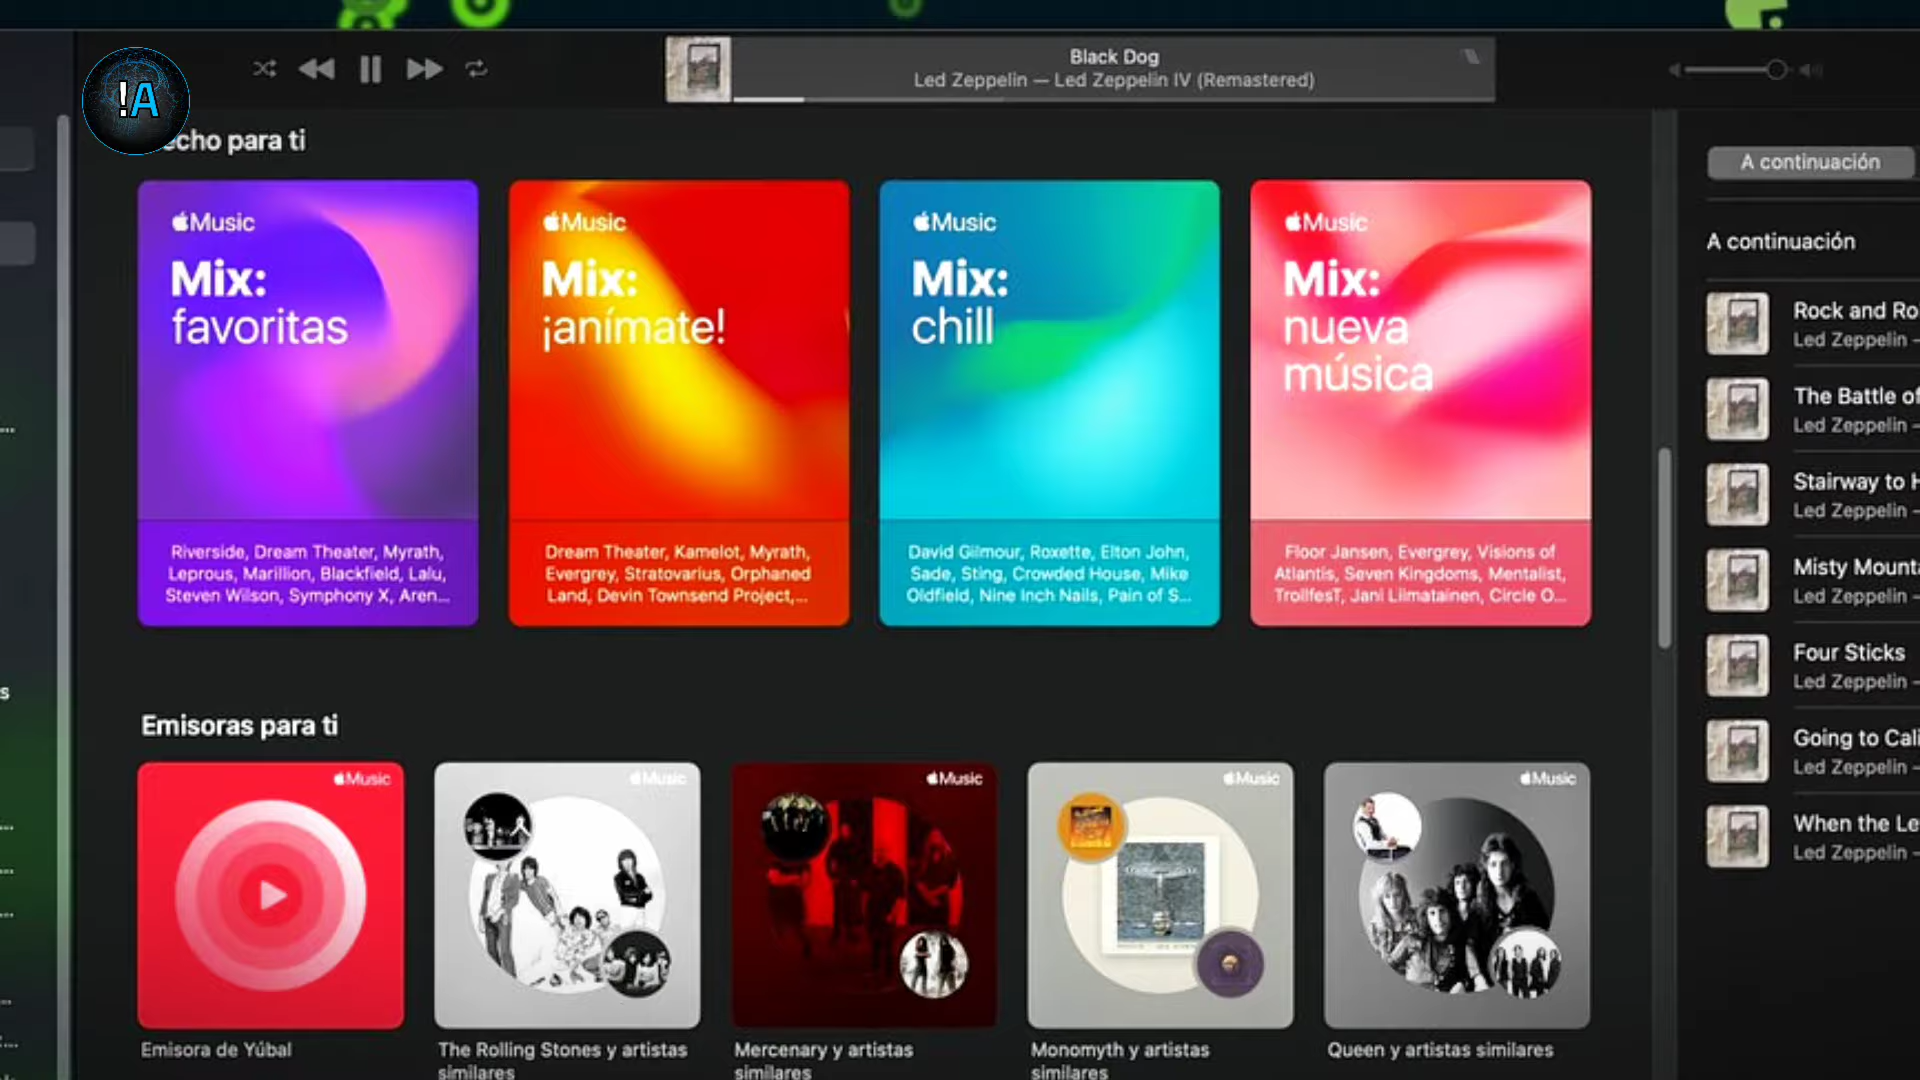 !A
Black Dog
Led Zeppelin — Led Zeppelin IV (Remastered)
echo para ti
Music
Mix:
favoritas
Riverside, Dream Theater, Myrath,
Leprous, Marillion, Blackfield, Lalu,
Steven Wilson, Symphony X, Aren...
Music
Mix:
¡anímate!
Dream Theater, Kamelot, Myrath,
Evergrey, Stratovarius, Orphaned
Land, Devin Townsend Project,...
Music
Mix:
chill
David Gilmour, Roxette, Elton John,
Sade, Sting, Crowded House, Mike
Oldfield, Nine Inch Nails, Pain of S...
Music
Mix:
nueva
música
Floor Jansen, Evergrey, Visions of
Atlantis, Seven Kingdoms, Mentalist,
TrollfesT, Jani Liimatainen, Circle O...
Emisoras para ti
Music
Emisora de Yúbal
Music
The Rolling Stones y artistas
similares
Music
Mercenary y artistas
similares
Music
Monomyth y artistas
similares
Music
Queen y artistas similares
A continuación
A continuación
Rock and Ro
Led Zeppelin –
The Battle of
Led Zeppelin –
Stairway to H
Led Zeppelin –
Misty Mounta
Led Zeppelin –
Four Sticks
Led Zeppelin –
Going to Cali
Led Zeppelin –
When the Le
Led Zeppelin –